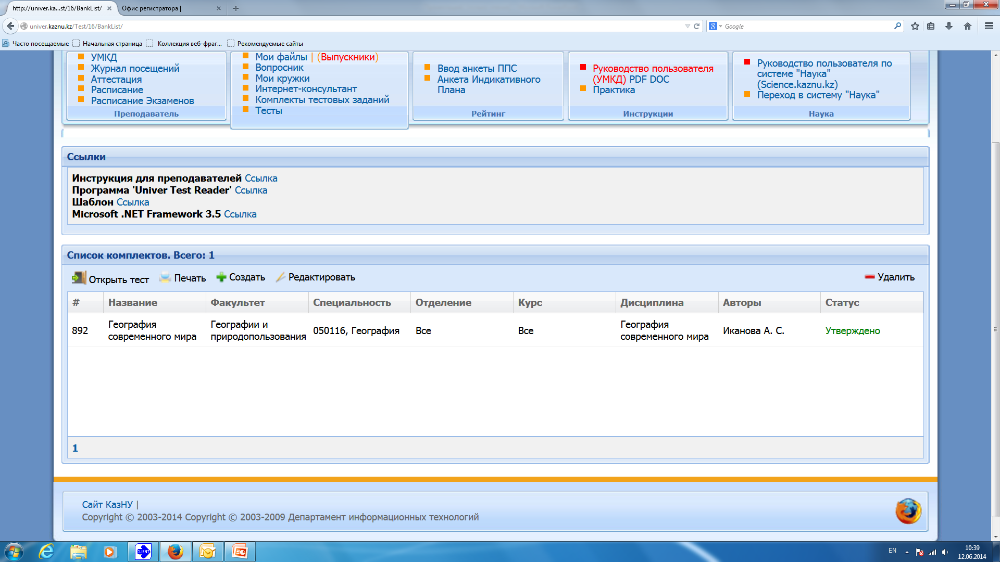 http://univer.ka...st/16/BankList/
Офис регистратора |
univer.kaznu.kz/Test/16/BankList/
Google
Часто посещаемые
Начальная страница
Коллекция веб-фраг...
Рекомендуемые сайты
УМКД
Журнал посещений
Аттестация
Расписание
Расписание Экзаменов
Преподаватель
Мои файлы | (Выпускники)
Вопросник
Мои кружки
Интернет-консультант
Комплекты тестовых заданий
Тесты
Ввод анкеты ППС
Анкета Индикативного
Плана
Рейтинг
Руководство пользователя
(УМКД) PDF DOC
Практика
Инструкции
Руководство пользователя по
системе "Наука"
(Science.kaznu.kz)
Переход в систему "Наука"
Наука
Ссылки
Инструкция для преподавателей Ссылка
Программа 'Univer Test Reader' Ссылка
Шаблон Ссылка
Microsoft .NET Framework 3.5 Ссылка
Список комплектов. Всего: 1
Открыть тест Печать Создать Редактировать Удалить
# Название Факультет Специальность Отделение Курс Дисциплина Авторы Статус
892
География
современного мира
Географии и
природопользования
050116, География
Все
Все
География
современного мира
Иканова А. С.
Утверждено
1
Сайт КазНУ |
Copyright © 2003-2014 Copyright © 2003-2009 Департамент информационных технологий
CLIENT
EN
10:39
12.06.2014